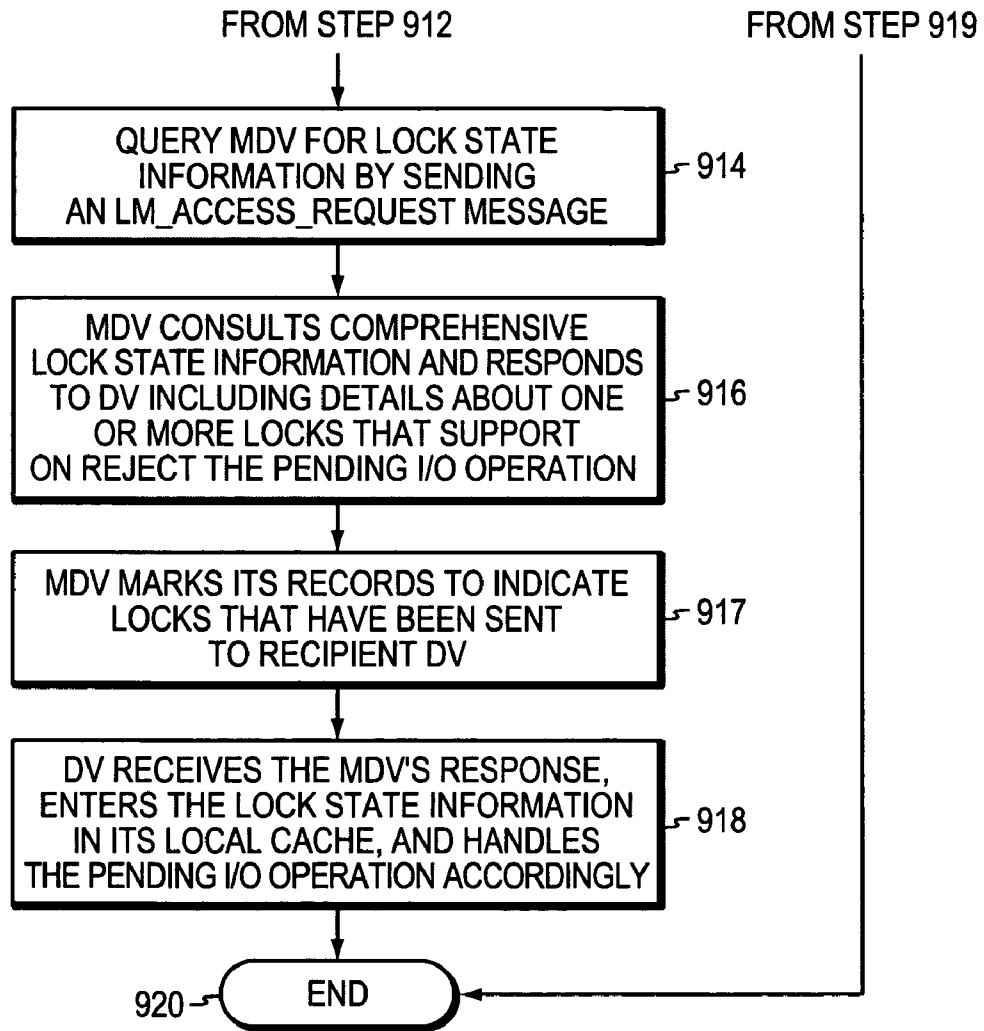 FROM STEP 912
FROM STEP 919
QUERY MDV FOR LOCK STATE
INFORMATION BY SENDING
AN LM_ACCESS_REQUEST MESSAGE
914
MDV CONSULTS COMPREHENSIVE
LOCK STATE INFORMATION AND RESPONDS
TO DV INCLUDING DETAILS ABOUT ONE
OR MORE LOCKS THAT SUPPORT
ON REJECT THE PENDING I/O OPERATION
916
MDV MARKS ITS RECORDS TO INDICATE
LOCKS THAT HAVE BEEN SENT
TO RECIPIENT DV
917
DV RECEIVES THE MDV'S RESPONSE,
ENTERS THE LOCK STATE INFORMATION
IN ITS LOCAL CACHE, AND HANDLES
THE PENDING I/O OPERATION ACCORDINGLY
918
920
END